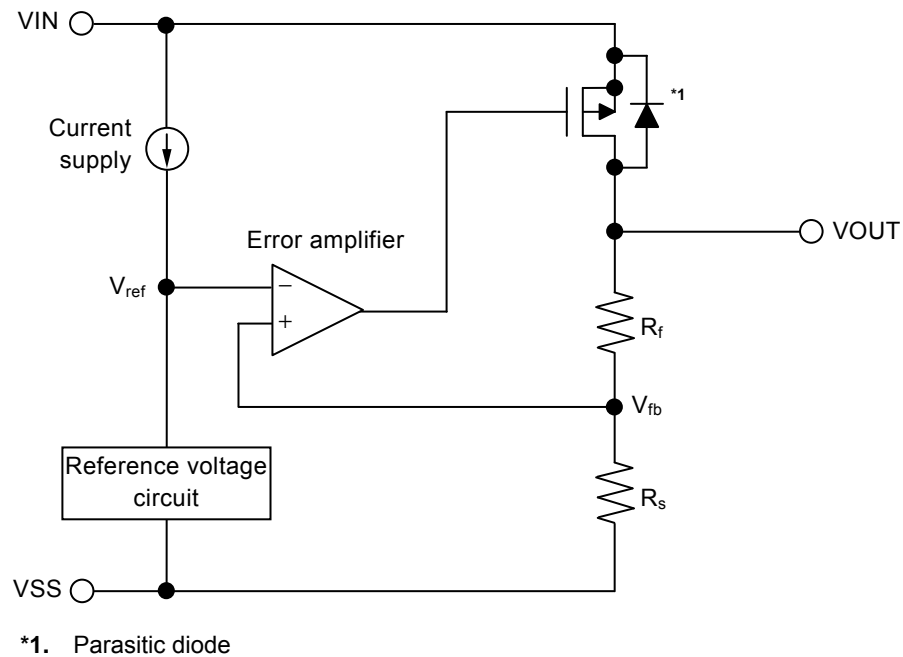 VIN
*1
Current
supply
Error amplifier
VOUT
Vref
−
+
Rf
Vfb
Reference voltage
circuit
Rs
VSS
*1. Parasitic diode